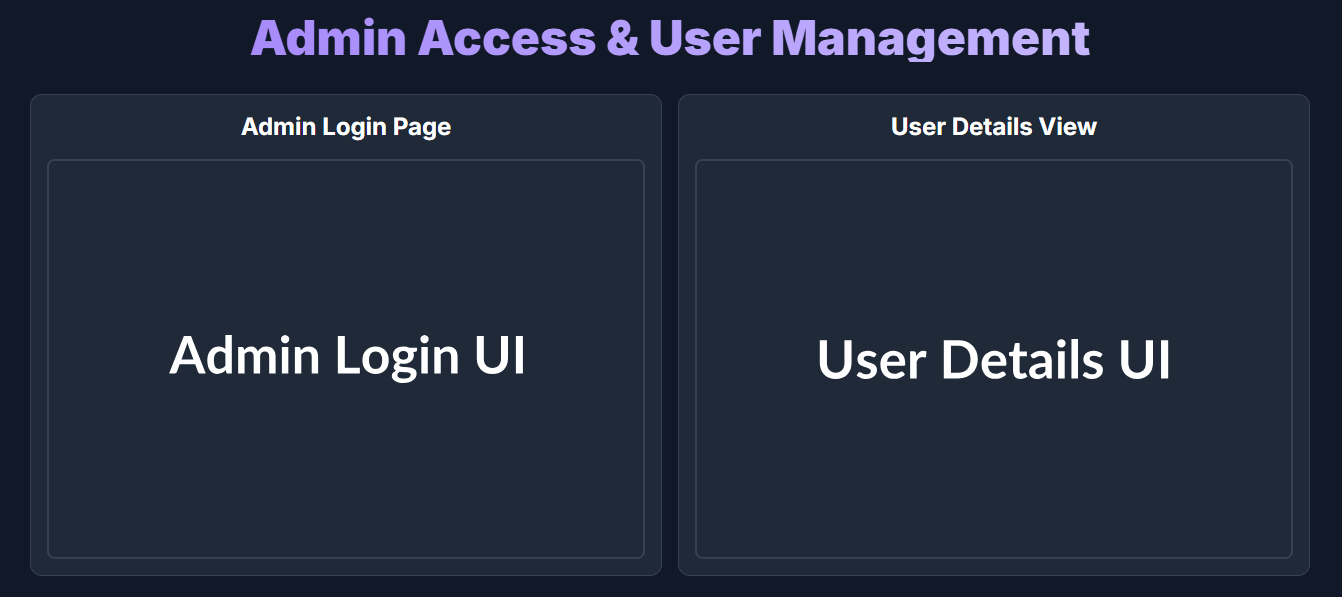 Admin Access & User Management
Admin Login Page
Admin Login UI
User Details View
User Details UI